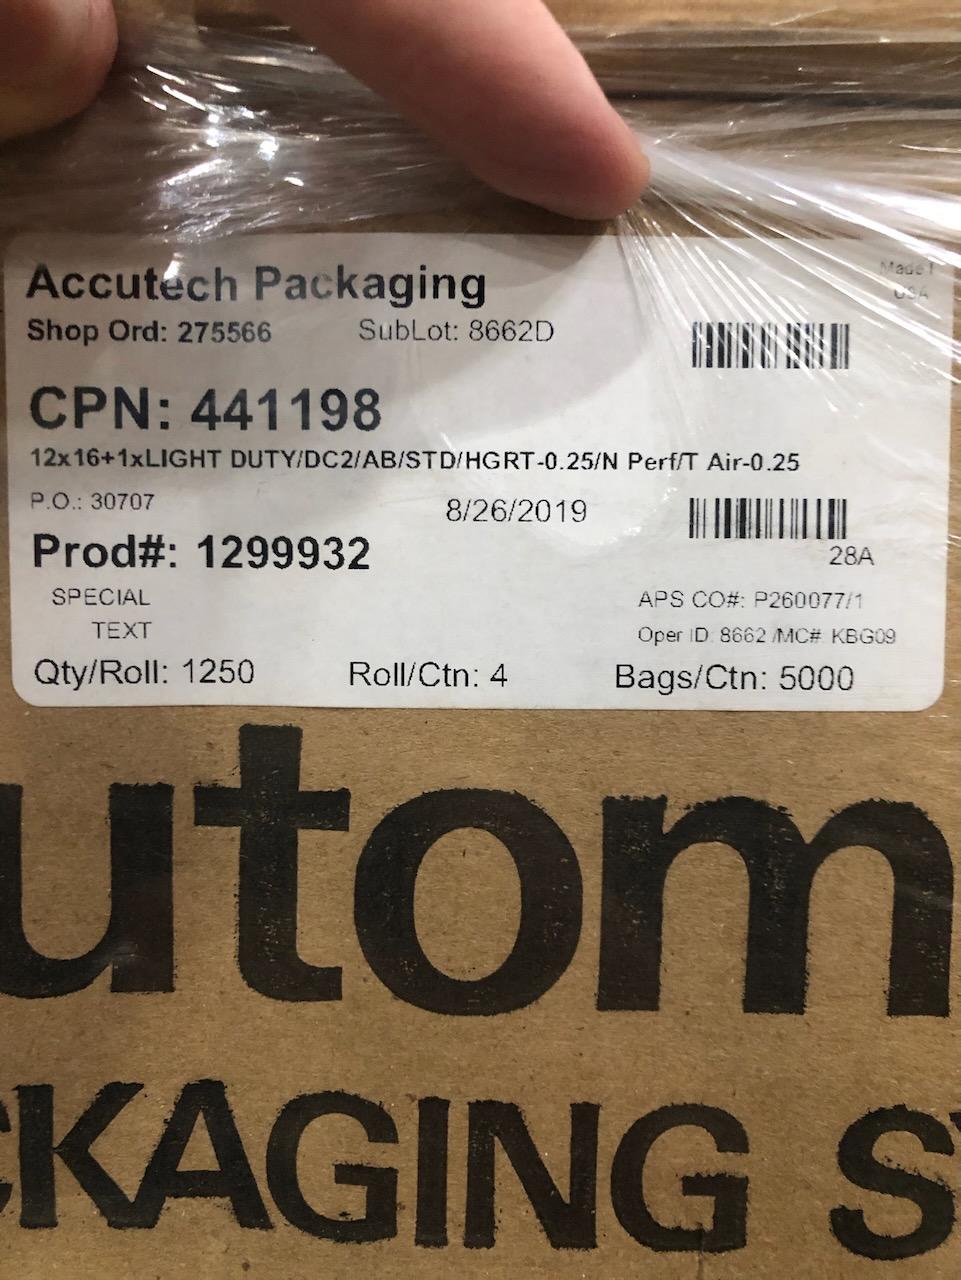 Accutech Packaging
Made I
USA
Shop Ord: 275566 SubLot: 8662D
CPN: 441198
12x16+1xLIGHT DUTY/DC2/AB/STD/HGRT-0.25/N Perf/T Air-0.25
P.O.: 30707 8/26/2019
28A
Prod#: 1299932
SPECIAL APS CO#: P260077/1
TEXT Oper ID: 8662 /MC#: KBG09
Qty/Roll: 1250 Roll/Ctn: 4 Bags/Ctn: 5000
utom
CKAGING S